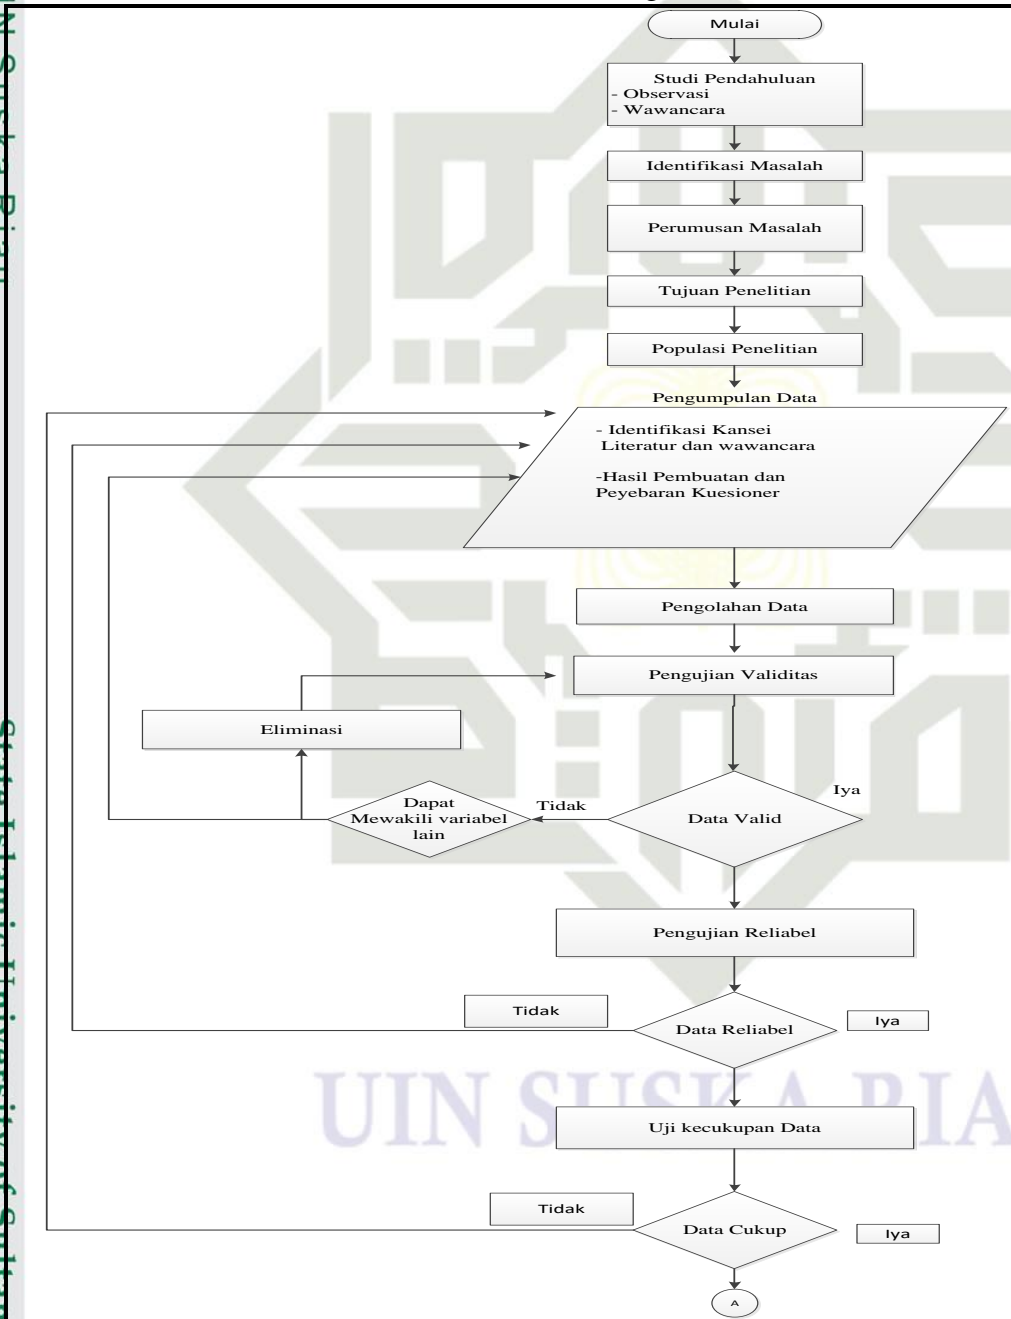 Mulai
Studi Pendahuluan
- Observasi
- Wawancara
Identifikasi Masalah
Perumusan Masalah
Tujuan Penelitian
Populasi Penelitian
Pengumpulan Data
- Identifikasi Kansei
Literatur dan wawancara
-Hasil Pembuatan dan
Peyebaran Kuesioner
Pengolahan Data
Pengujian Validitas
Eliminasi
Dapat
Mewakili variabel
lain
Tidak
Data Valid
Iya
Pengujian Reliabel
Tidak
Data Reliabel
Iya
UIN SUSKA RIA
Uji kecukupan Data
Tidak
Data Cukup
Iya
A